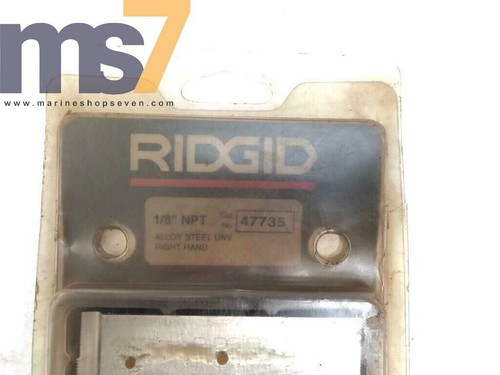 ms7
www.marineshopseven.com
RIDGID
1/8" NPT Cat. No. 47735
ALLOY STEEL UNV
RIGHT HAND